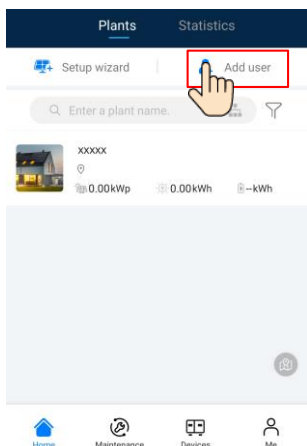 Plants Statistics
Setup wizard Add user
Enter a plant name.
xxxxx
0.00kWp 0.00kWh --kWh
Home Maintenance Devices Me